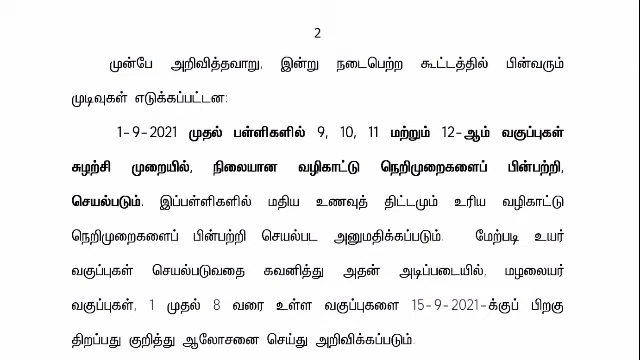 2
முன்பே அறிவித்தவாறு, இன்று நடைபெற்ற கூட்டத்தில் பின்வரும்
முடிவுகள் எடுக்கப்பட்டன:
1-9-2021 முதல் பள்ளிகளில் 9, 10, 11 மற்றும் 12-ஆம் வகுப்புகள்
சுழற்சி முறையில், நிலையான வழிகாட்டு நெறிமுறைகளைப் பின்பற்றி,
செயல்படும். இப்பள்ளிகளில் மதிய உணவுத் திட்டமும் உரிய வழிகாட்டு
நெறிமுறைகளைப் பின்பற்றி செயல்பட அனுமதிக்கப்படும். மேற்படி உயர்
வகுப்புகள் செயல்படுவதை கவனித்து அதன் அடிப்படையில், மழலையர்
வகுப்புகள், 1 முதல் 8 வரை உள்ள வகுப்புகளை 15-9-2021-க்குப் பிறகு
திறப்பது குறித்து ஆலோசனை செய்து அறிவிக்கப்படும்.